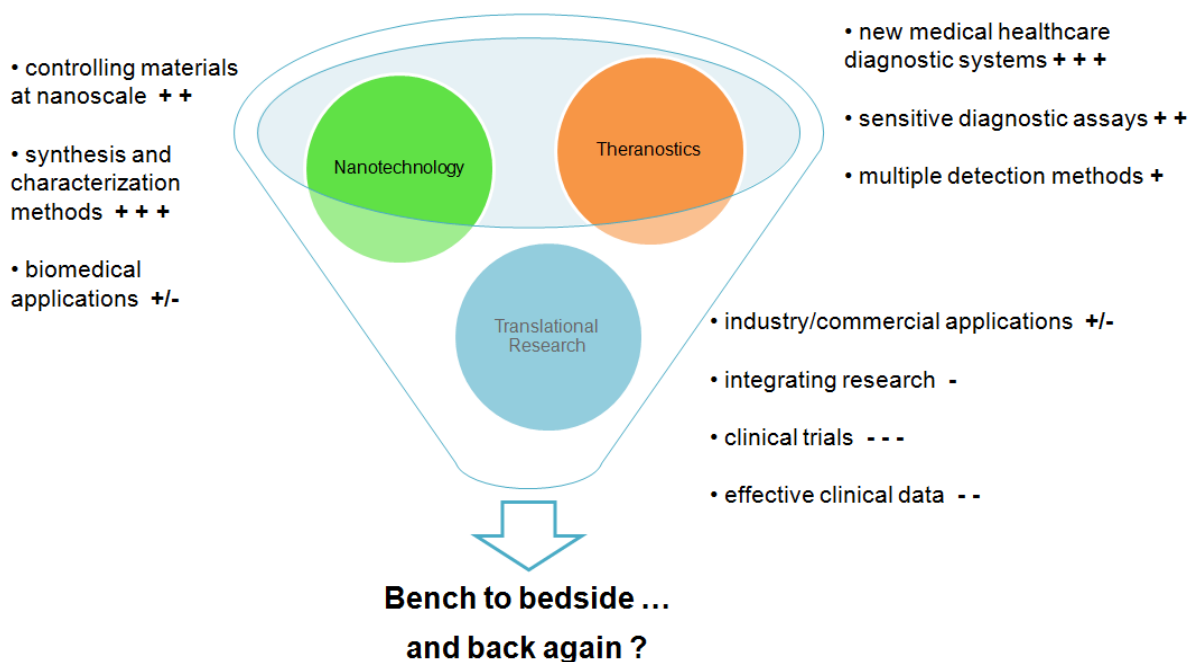 • controlling materials
at nanoscale + +
• synthesis and
characterization
methods + + +
• biomedical
applications +/-
Nanotechnology
Theranostics
Translational
Research
• new medical healthcare
diagnostic systems + + +
• sensitive diagnostic assays + +
• multiple detection methods +
• industry/commercial applications +/-
• integrating research -
• clinical trials - - -
• effective clinical data - -
Bench to bedside ...
and back again ?